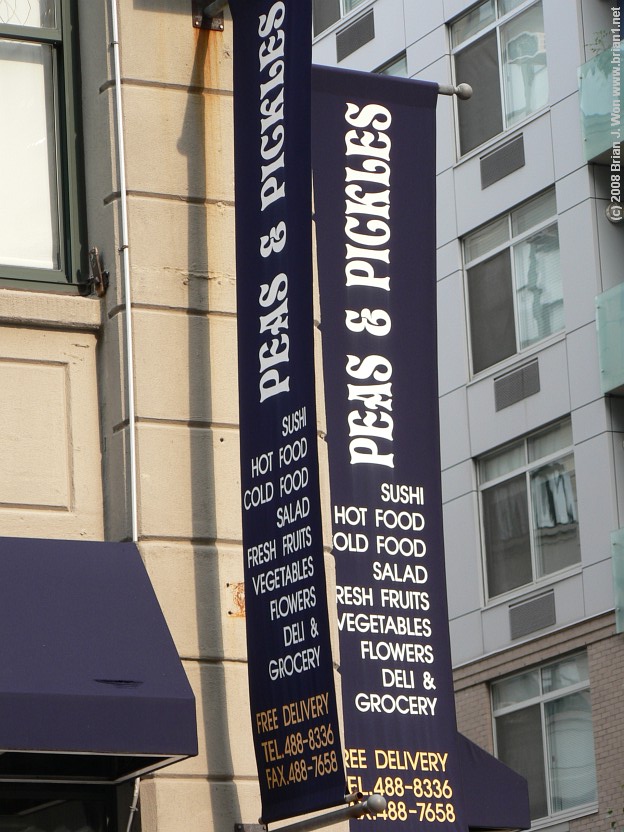 PEAS & PICKLES
SUSHI
HOT FOOD
COLD FOOD
SALAD
FRESH FRUITS
VEGETABLES
FLOWERS
DELI &
GROCERY
FREE DELIVERY
TEL.488-8336
FAX.488-7658
PEAS & PICKLES
SUSHI
HOT FOOD
OLD FOOD
SALAD
RESH FRUITS
VEGETABLES
FLOWERS
DELI &
GROCERY
REE DELIVERY
EL.488-8336
X.488-7658
(c) 2008 Brian J. Won www.brian1.net